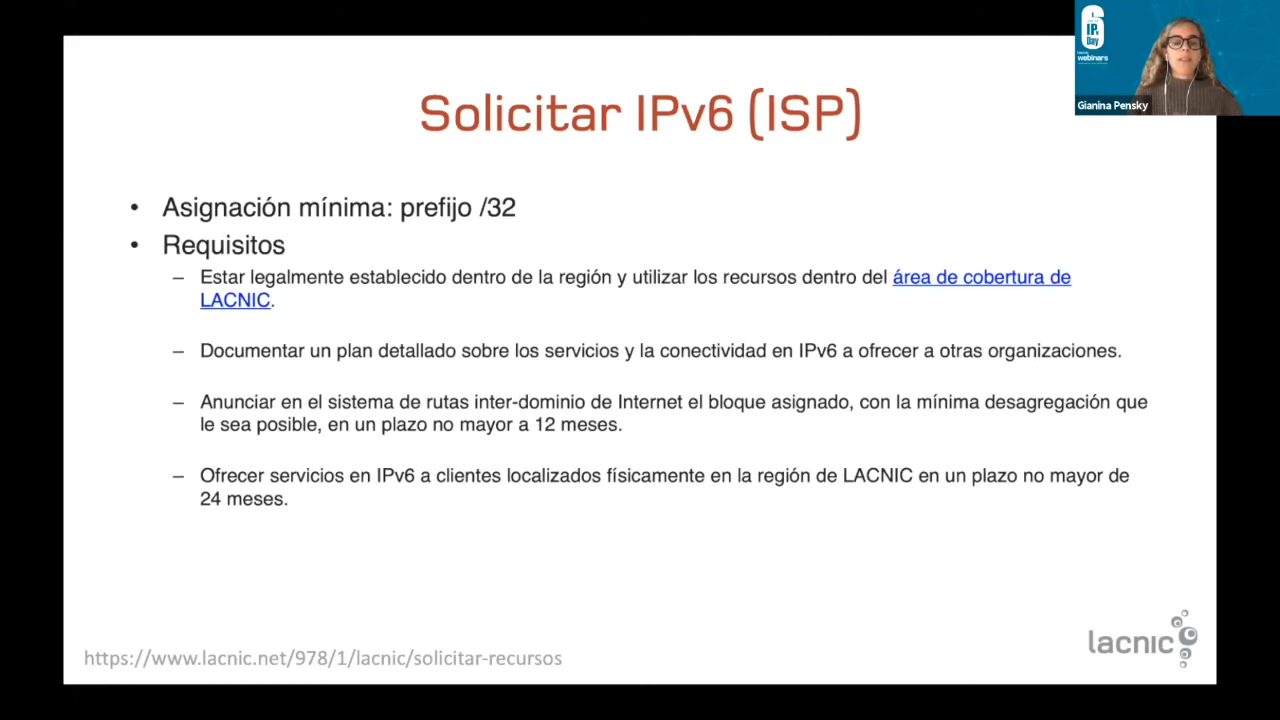 Solicitar IPv6 (ISP)
• Asignación mínima: prefijo /32
• Requisitos
– Estar legalmente establecido dentro de la región y utilizar los recursos dentro del área de cobertura de
LACNIC.
– Documentar un plan detallado sobre los servicios y la conectividad en IPv6 a ofrecer a otras organizaciones.
– Anunciar en el sistema de rutas inter-dominio de Internet el bloque asignado, con la mínima desagregación que
le sea posible, en un plazo no mayor a 12 meses.
– Ofrecer servicios en IPv6 a clientes localizados físicamente en la región de LACNIC en un plazo no mayor de
24 meses.
https://www.lacnic.net/978/1/lacnic/solicitar-recursos
lacnic
6
IPv
Day
webinars
Gianina Pensky